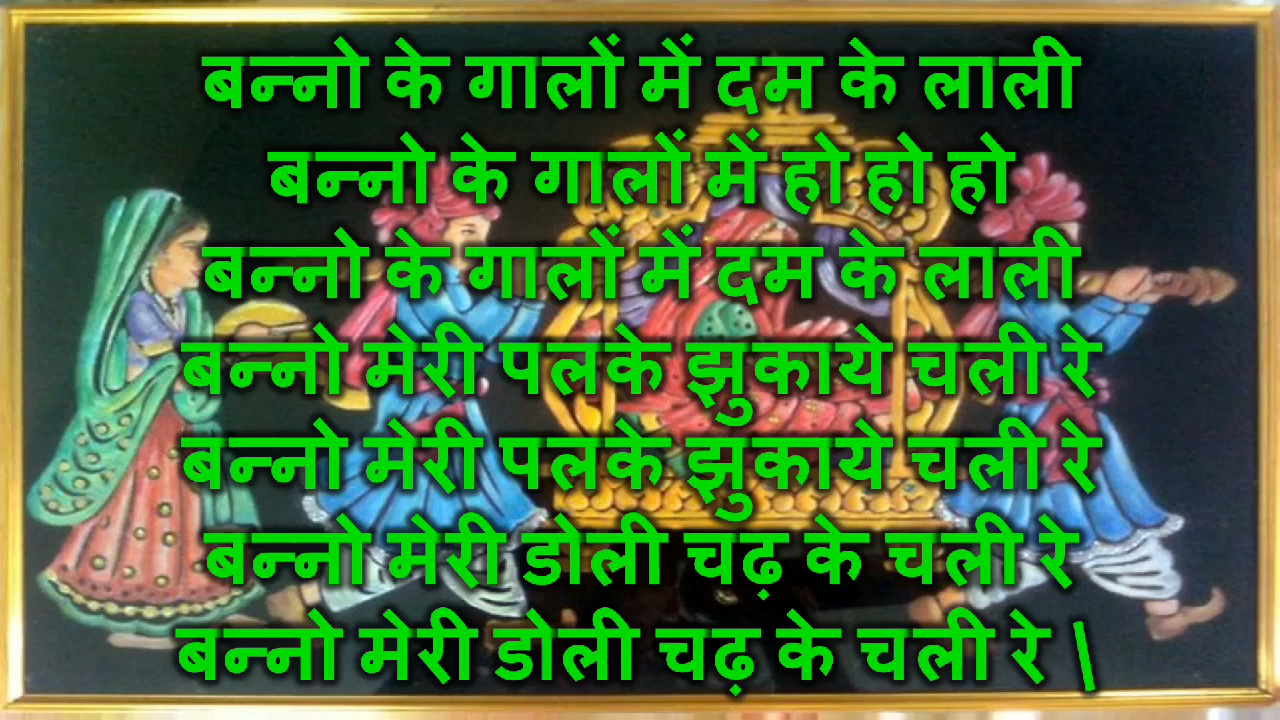 बन्नो के गालों में दम के लाली
बन्नो के गालों में हो हो हो
बन्नो के गालों में दम के लाली
बन्नो मेरी पलके झुकाये चली रे
बन्नो मेरी पलके झुकाये चली रे
बन्नो मेरी डोली चढ़ के चली रे
बन्नो मेरी डोली चढ़ के चली रे |